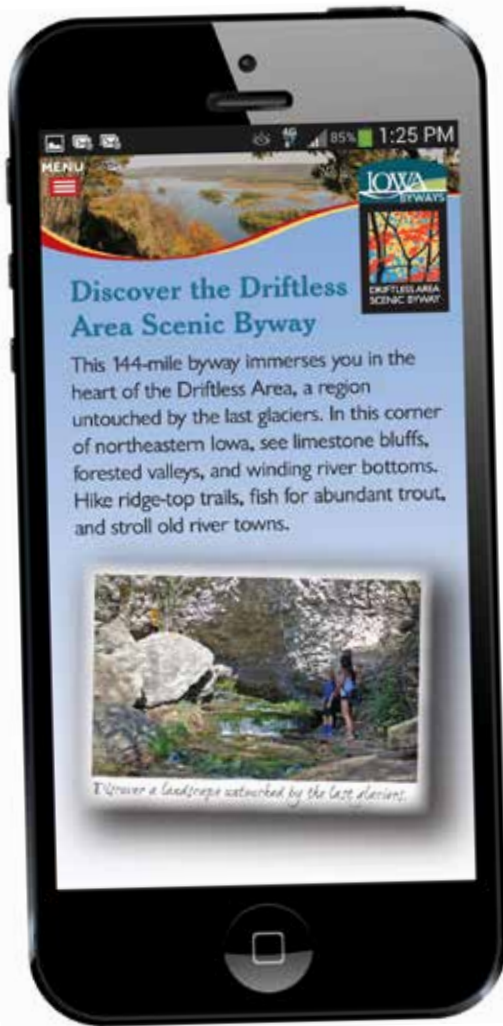 4G
85%
1:25 PM
MENU
IOWA
BYWAYS
DRIFTLESS AREA
SCENIC BYWAY
Discover the Driftless
Area Scenic Byway
This 144-mile byway immerses you in the
heart of the Driftless Area, a region
untouched by the last glaciers. In this corner
of northeastern Iowa, see limestone bluffs,
forested valleys, and winding river bottoms.
Hike ridge-top trails, fish for abundant trout,
and stroll old river towns.
Discover a landscape untouched by the last glaciers.